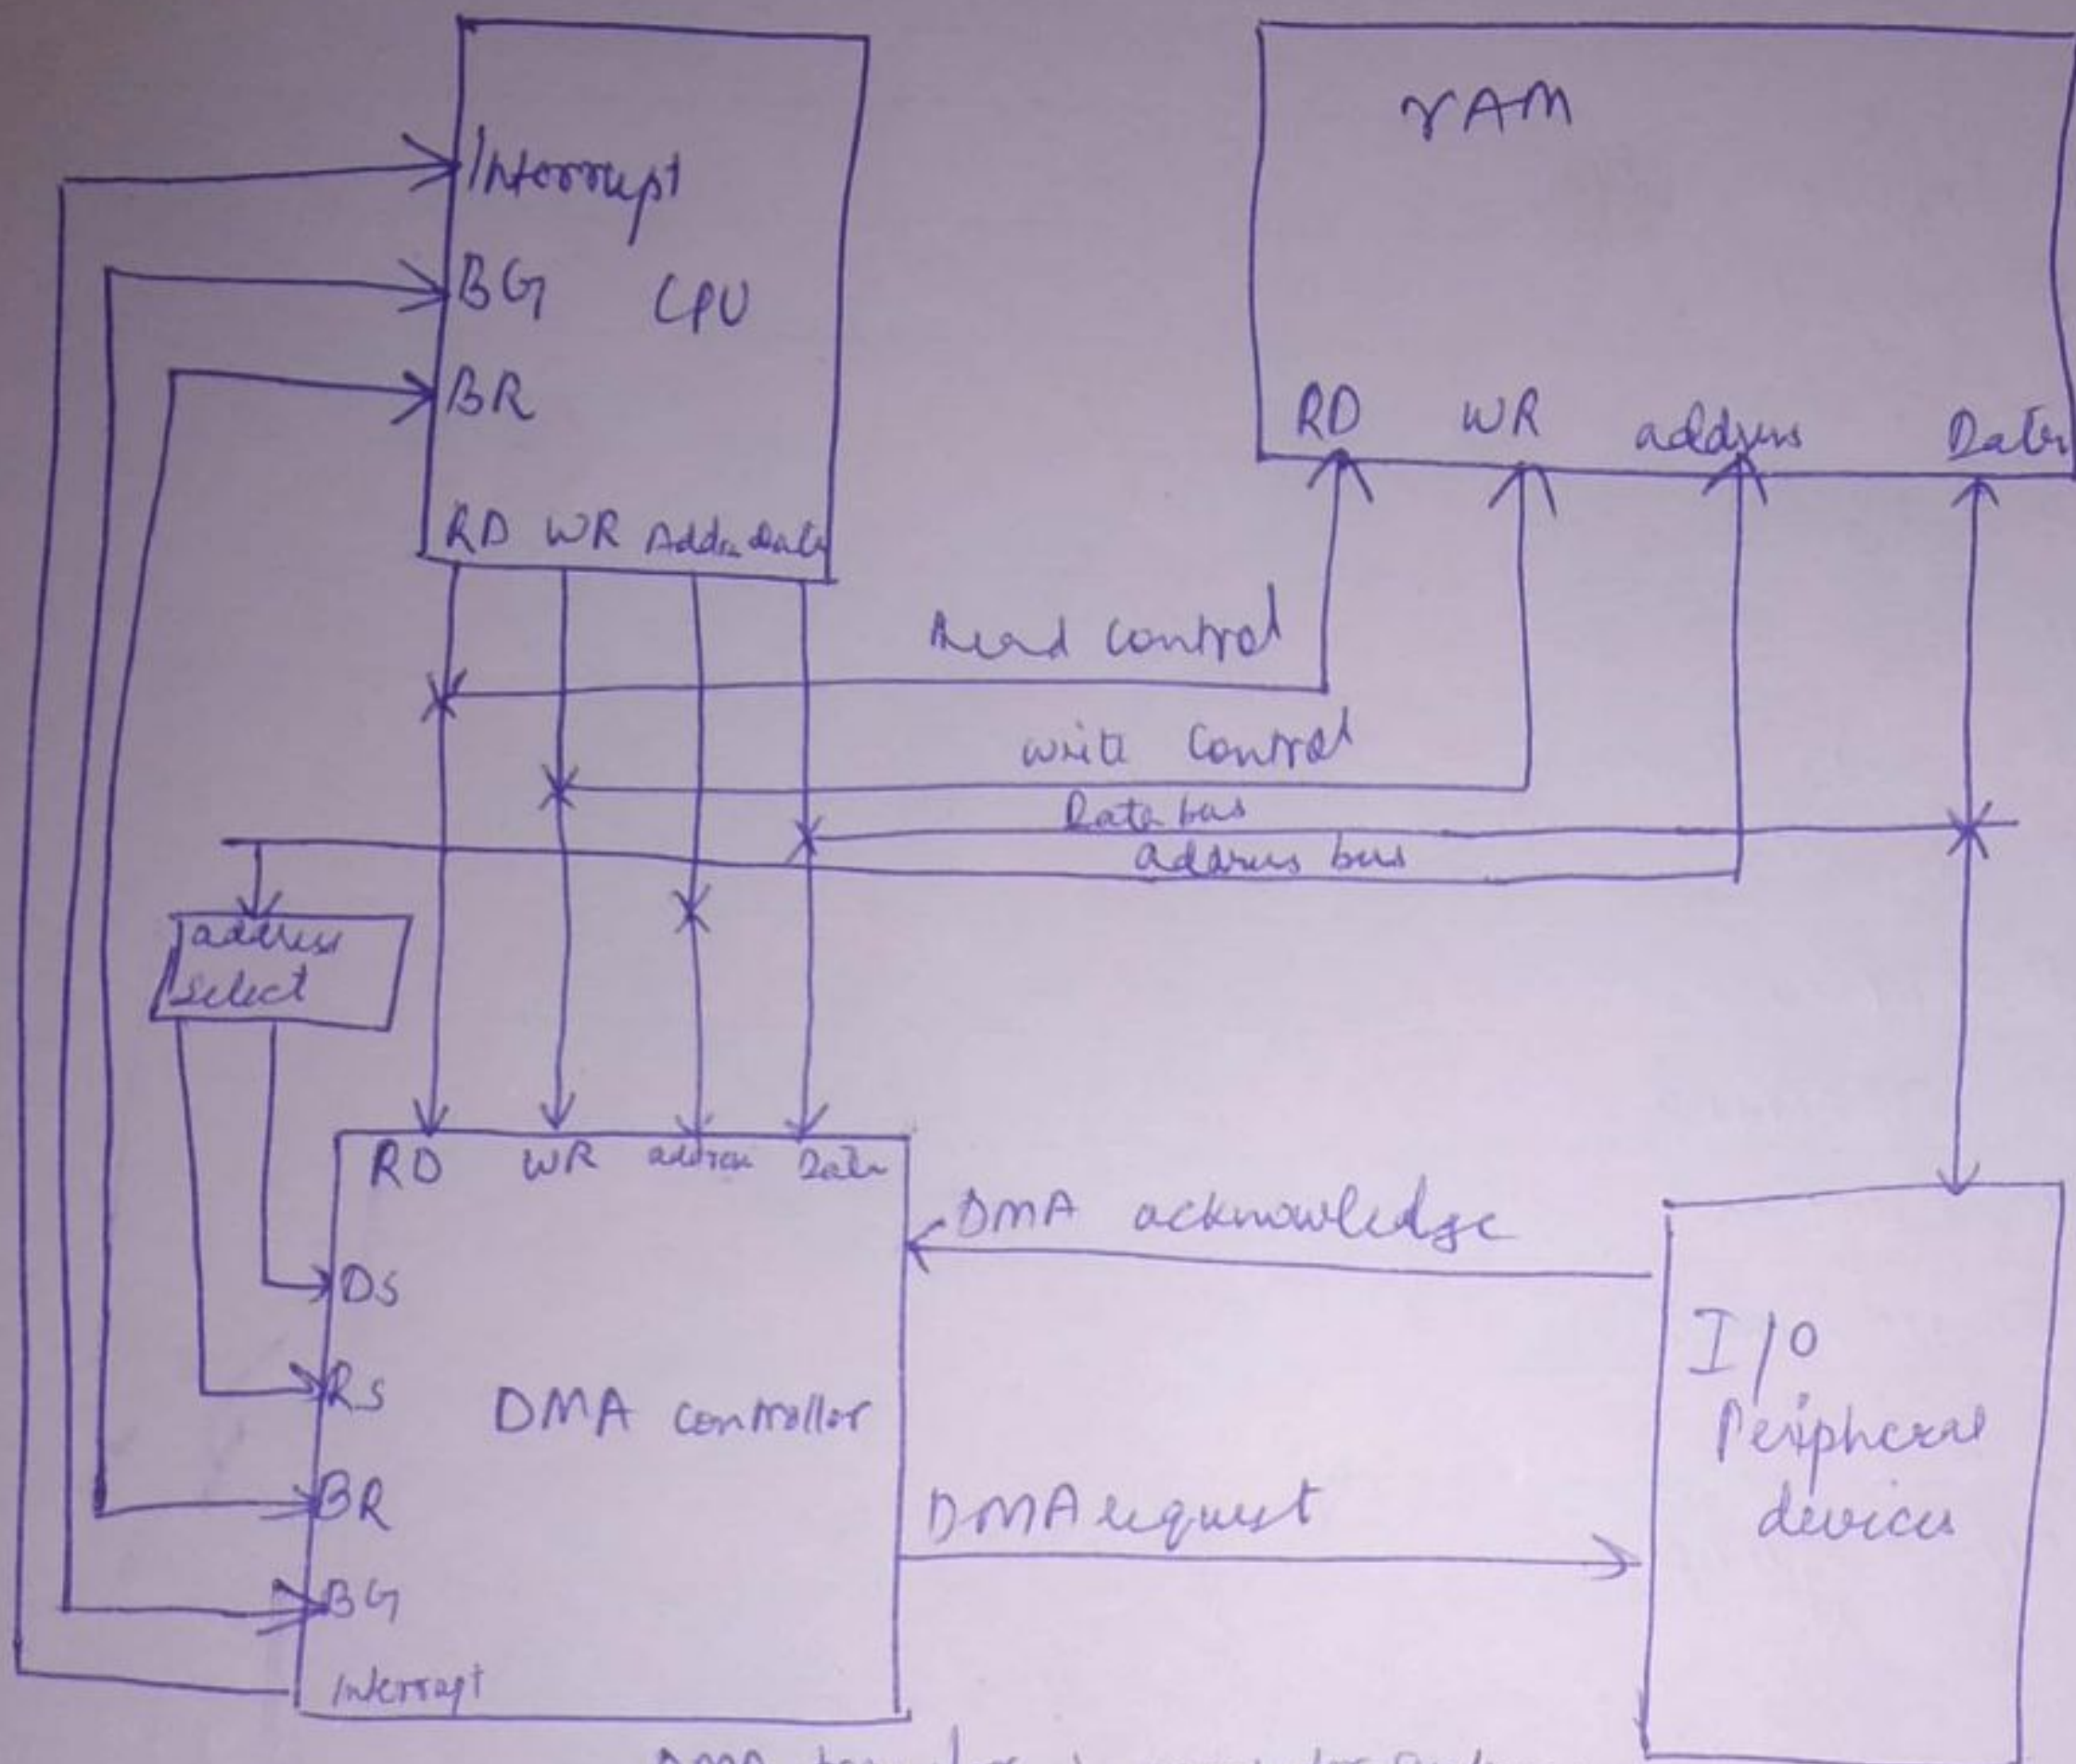 rAM
Interrupt
BG CPU
BR
RD WR address Data
RD WR Addr Data
Read control
write control
Data bus
address bus
address
select
RD WR address Data
DMA acknowledge
DS
I/O
Rs
DMA controller
Peripheral
devices
BR
DMA request
BG
Interrupt